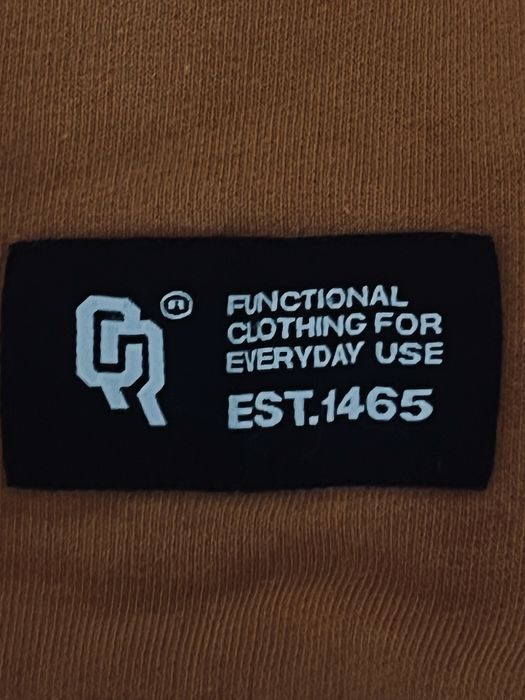 FUNCTIONAL
CLOTHING FOR
EVERYDAY USE
EST.1465